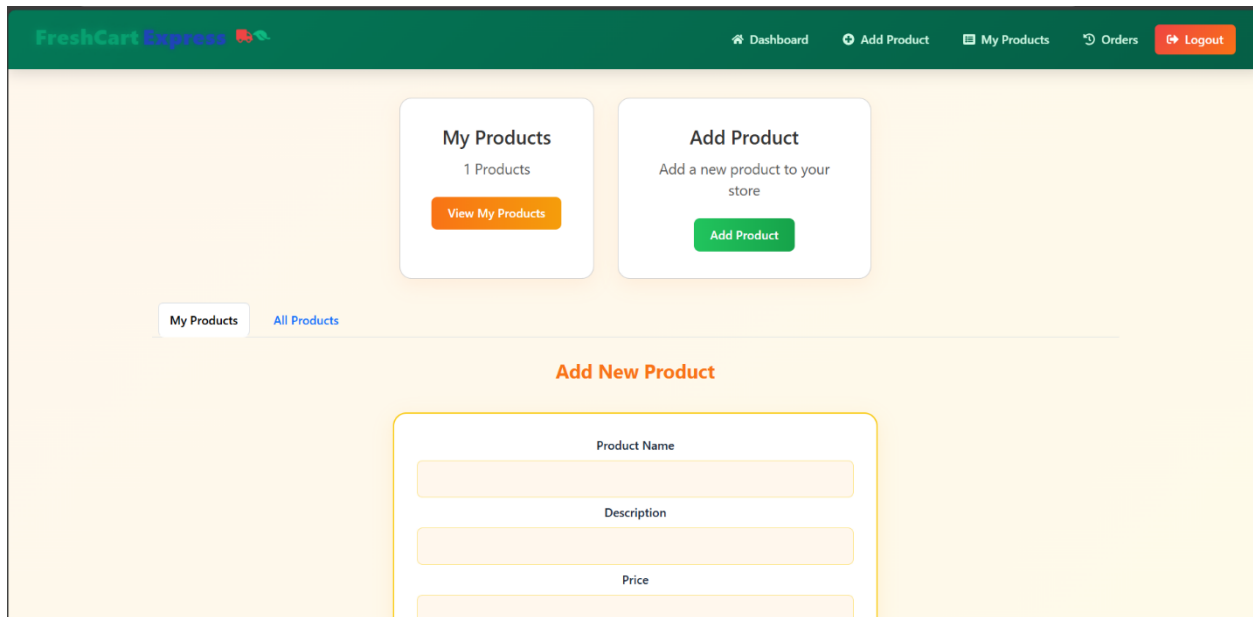 FreshCart Express
Dashboard
Add Product
My Products
Orders
Logout
My Products
1 Products
View My Products
Add Product
Add a new product to your
store
Add Product
My Products
All Products
Add New Product
Product Name
Description
Price